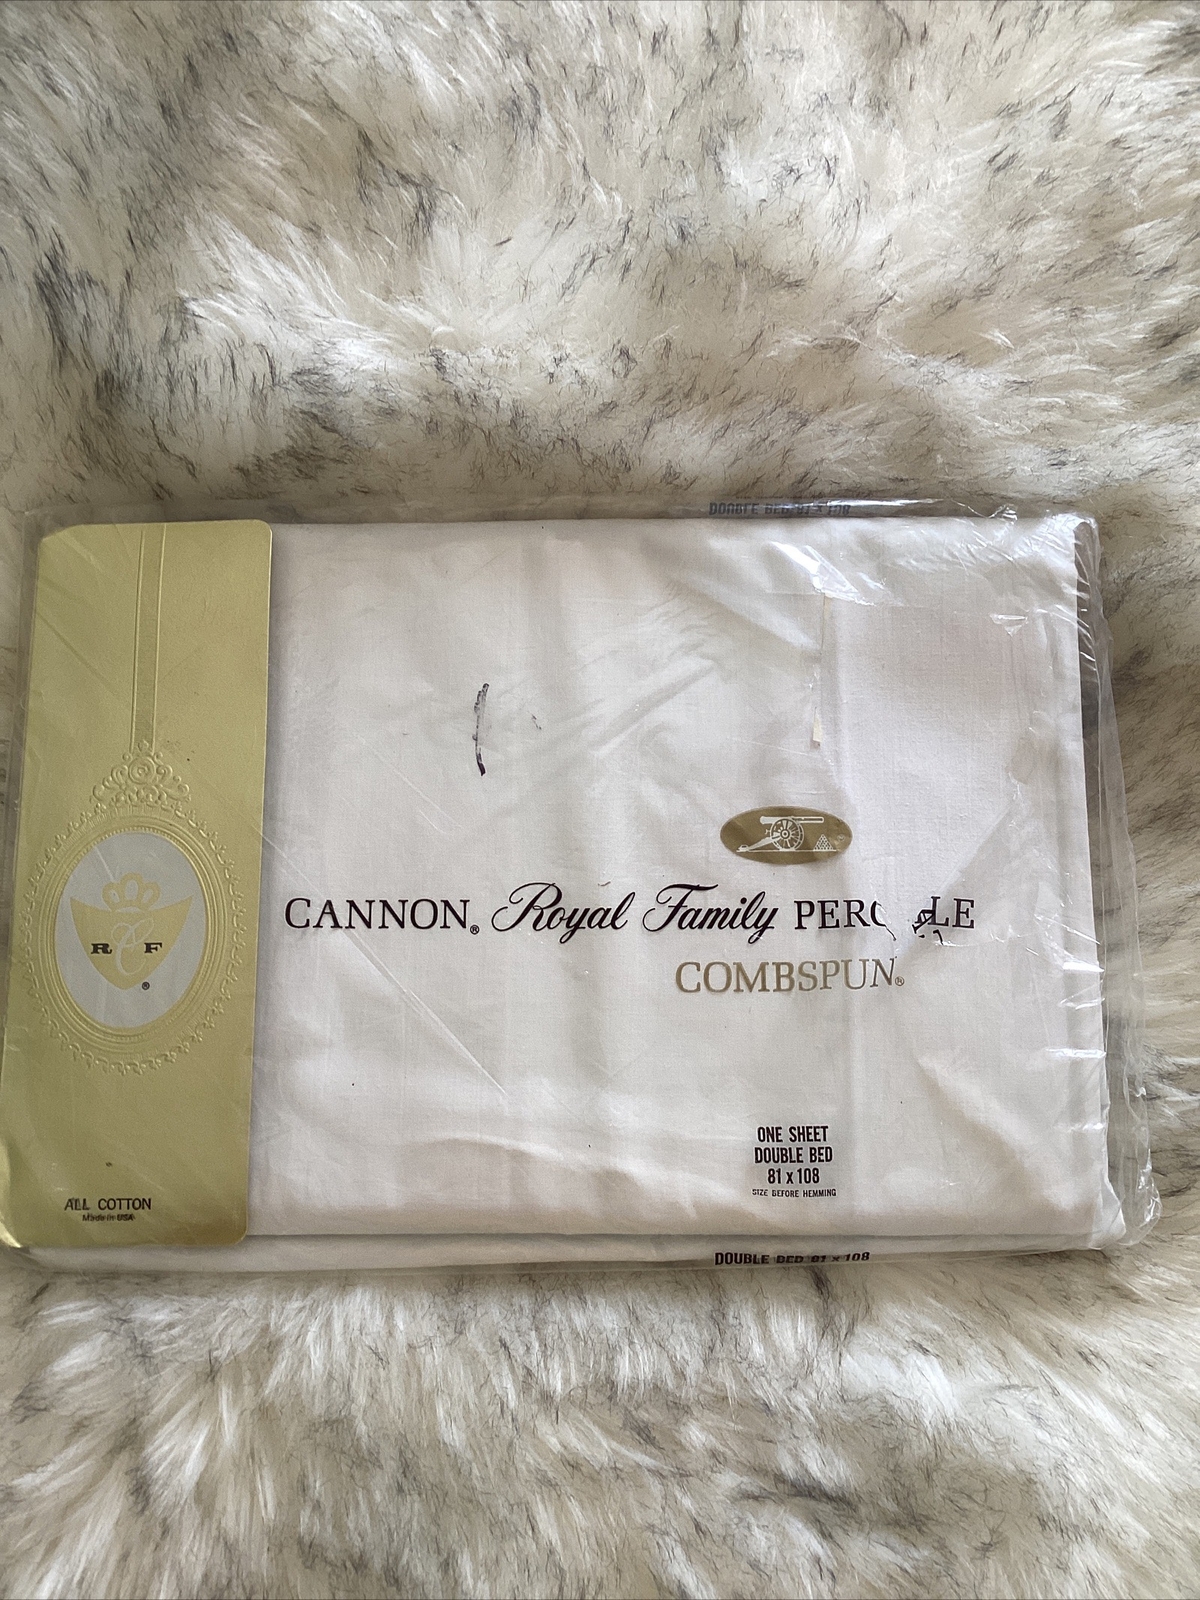 DOUBLE BED 81 x 108
CANNON® Royal Family PERCALE
COMBSPUN®
R C F
®
ONE SHEET
DOUBLE BED
81 x 108
SIZE BEFORE HEMMING
ALL COTTON
Made in USA
DOUBLE BED 81 x 108